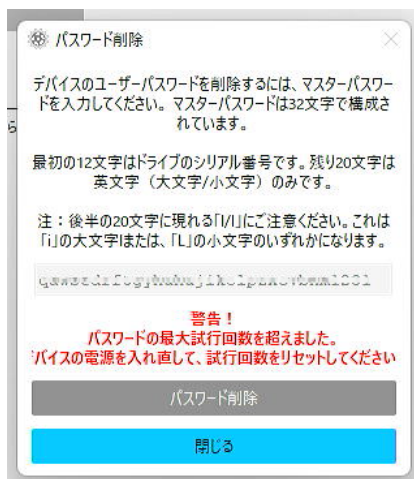 パスワード削除
デバイスのユーザーパスワードを削除するには、マスターパスワー
ドを入力してください。マスターパスワードは32文字で構成さ
れています。
ら
最初の12文字はドライブのシリアル番号です。残り20文字は
英文字（大文字/小文字）のみです。
注：後半の20文字に現れる「I/l」にご注意ください。これは
「i」の大文字Iまたは、「L」の小文字のいずれかになります。
警告！
パスワードの最大試行回数を超えました。
バイスの電源を入れ直して、試行回数をリセットしてください
パスワード削除
閉じる